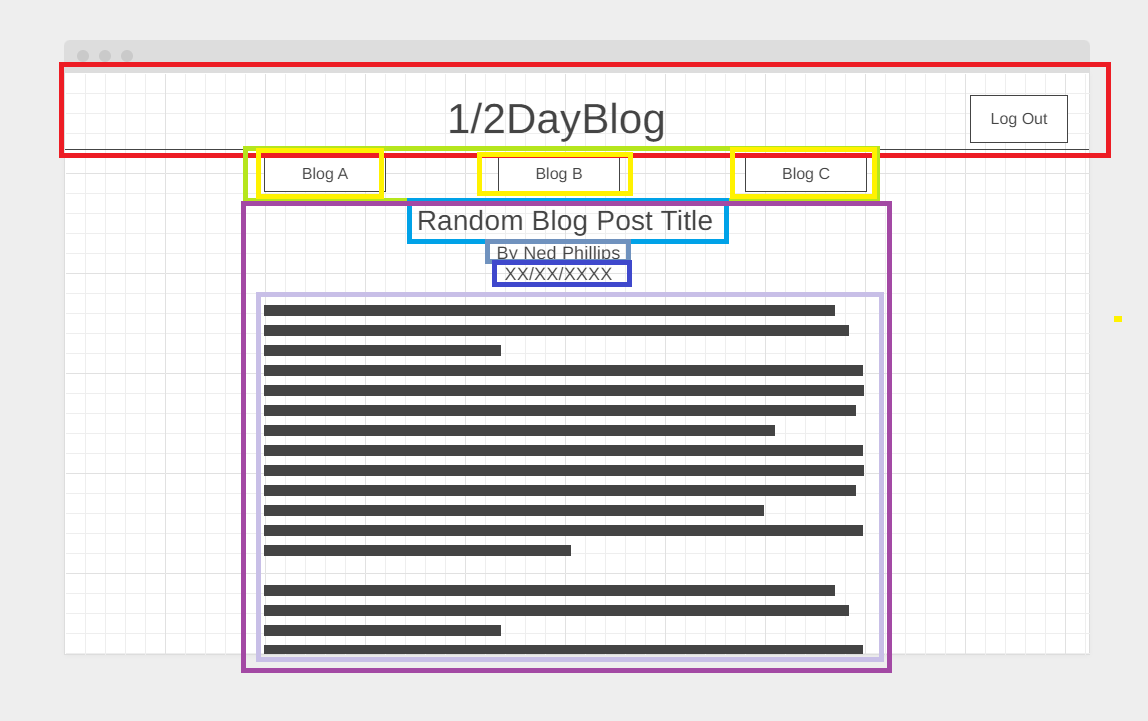 1/2DayBlog
Log Out
Blog A
Blog B
Blog C
Random Blog Post Title
By Ned Phillips
XX/XX/XXXX